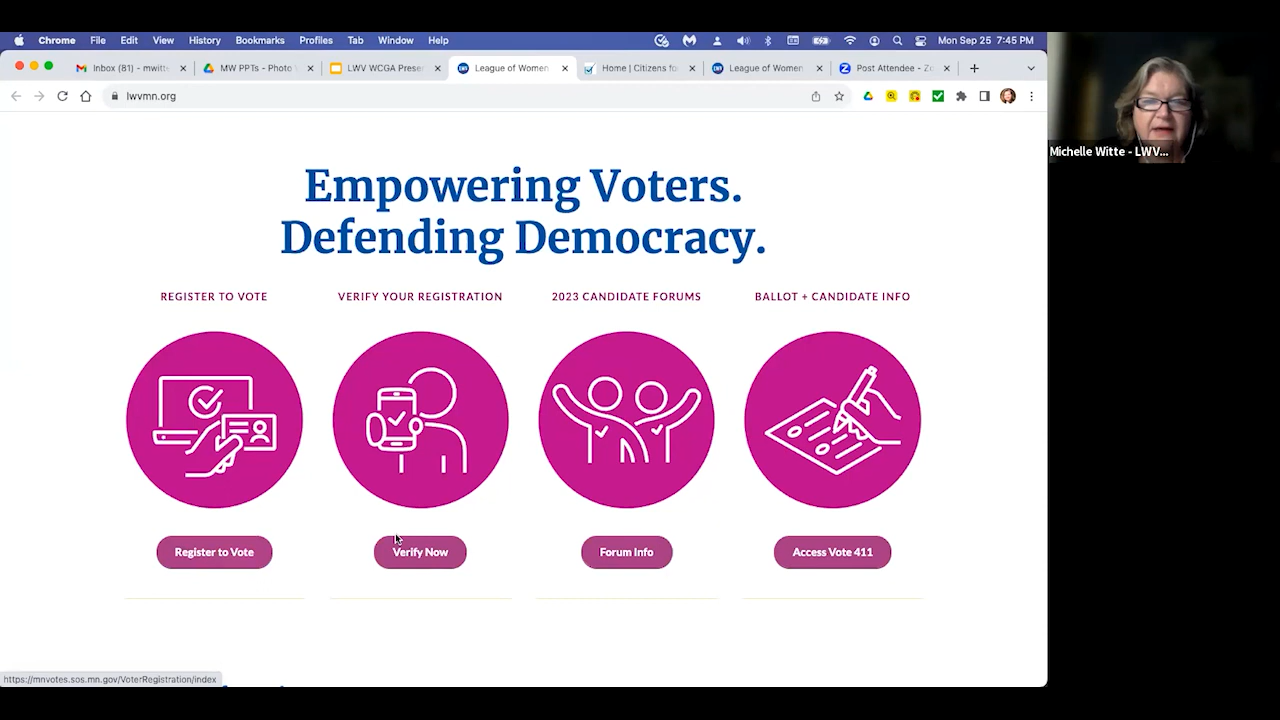 Chrome File Edit View History Bookmarks Profiles Tab Window Help Mon Sep 25 7:45 PM
Inbox (81) - mwitt MW PPTs - Photo LWV WCGA Preser League of Women Home | Citizens fo League of Women Post Attendee - Zo
lwvmn.org
Michelle Witte - LWV...
Empowering Voters.
Defending Democracy.
REGISTER TO VOTE VERIFY YOUR REGISTRATION 2023 CANDIDATE FORUMS BALLOT + CANDIDATE INFO
Register to Vote Verify Now Forum Info Access Vote 411
https://mnvotes.sos.mn.gov/VoterRegistration/index